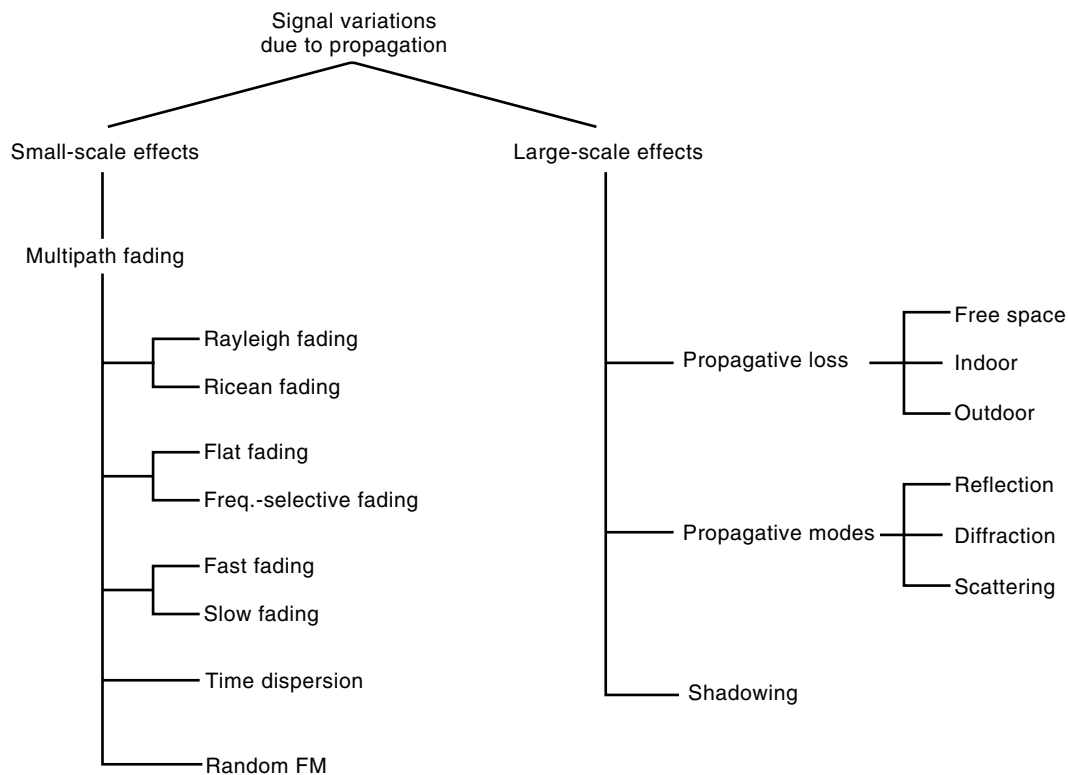 Signal variations
due to propagation
Small-scale effects
Multipath fading
Rayleigh fading
Ricean fading
Flat fading
Freq.-selective fading
Fast fading
Slow fading
Time dispersion
Random FM
Large-scale effects
Propagative loss
Free space
Indoor
Outdoor
Propagative modes
Reflection
Diffraction
Scattering
Shadowing